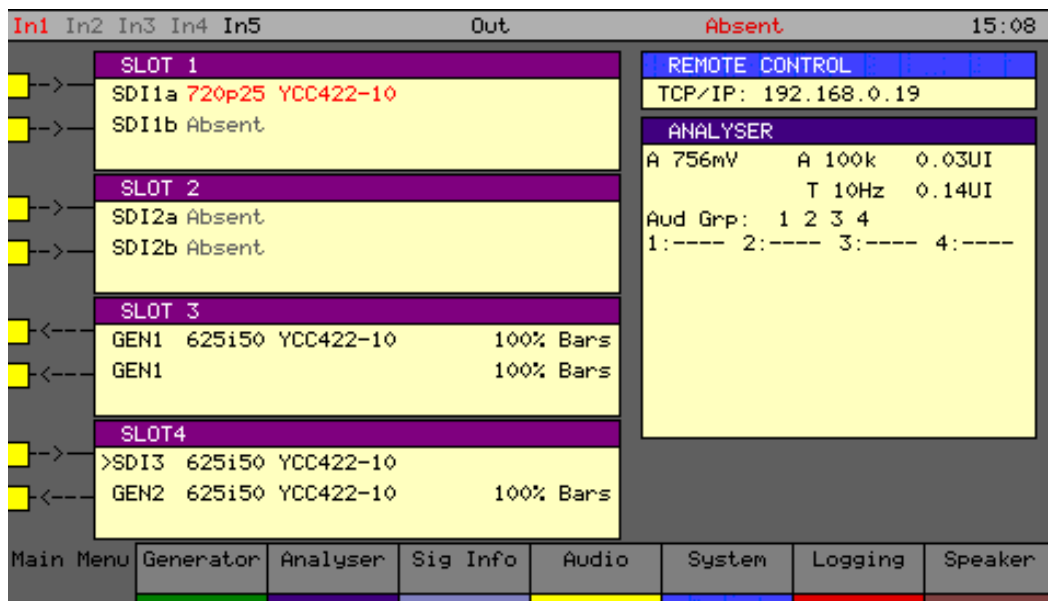 In1 In2 In3 In4 In5 Out Absent 15:08
SLOT 1
SDI1a 720p25 YCC422-10
SDI1b Absent
SLOT 2
SDI2a Absent
SDI2b Absent
SLOT 3
GEN1 625i50 YCC422-10 100% Bars
GEN1 100% Bars
SLOT4
>SDI3 625i50 YCC422-10
GEN2 625i50 YCC422-10 100% Bars
REMOTE CONTROL
TCP/IP: 192.168.0.19
ANALYSER
A 756mV A 100k 0.03UI
T 10Hz 0.14UI
Aud Grp: 1 2 3 4
1:---- 2:---- 3:---- 4:----
Main Menu Generator Analyser Sig Info Audio System Logging Speaker